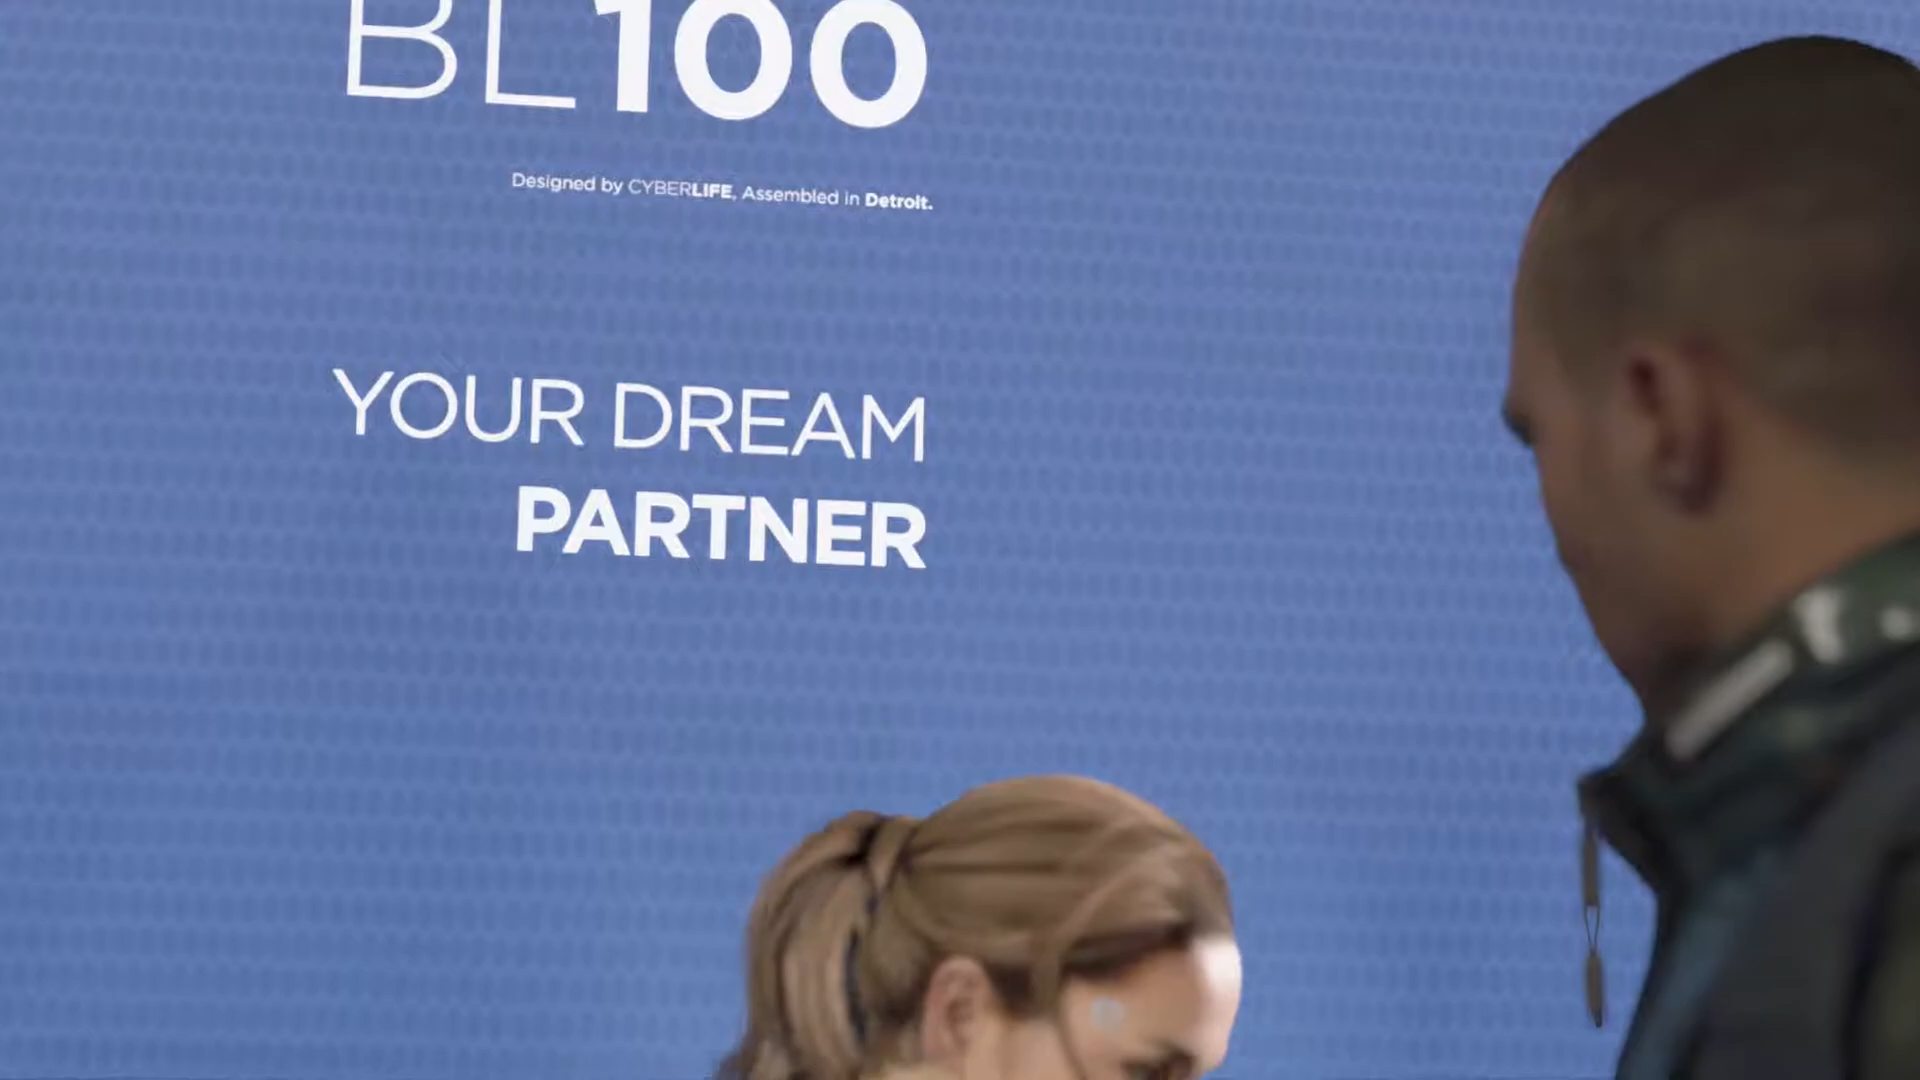 BL100
Designed by CYBERLIFE, Assembled in Detroit.
YOUR DREAM
PARTNER